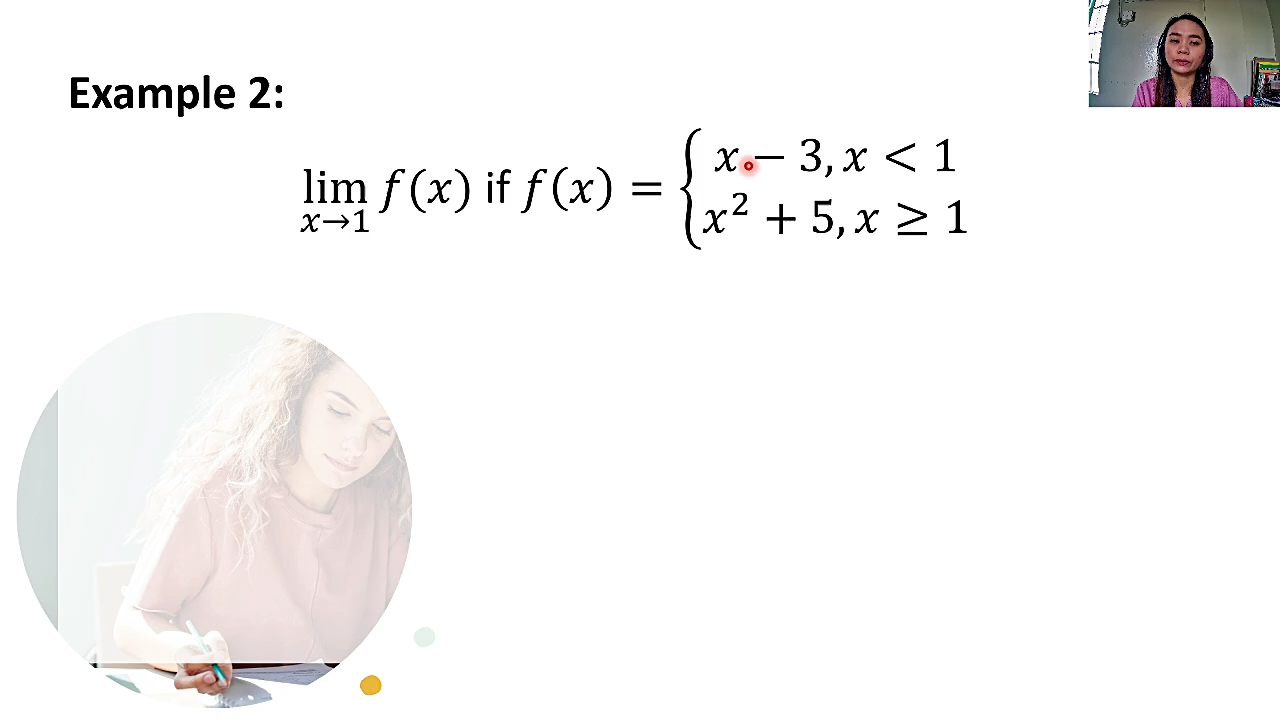 Example 2:
lim x→1 f(x) if f(x) = { x − 3, x < 1
x² + 5, x ≥ 1